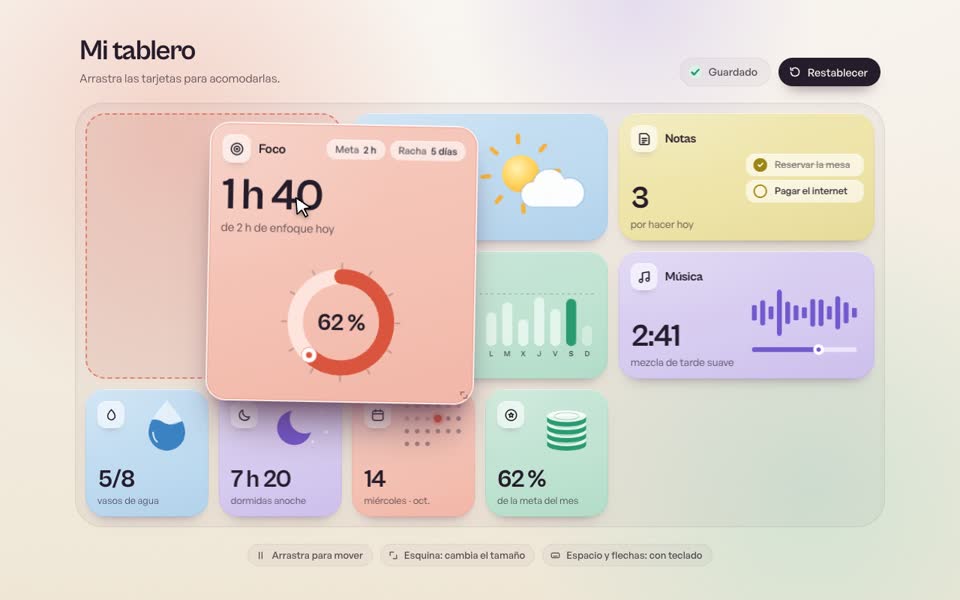 Mi tablero
Arrastra las tarjetas para acomodarlas.
Guardado
Restablecer
Foco
Meta 2 h
Racha 5 días
1 h 40
de 2 h de enfoque hoy
62 %
Notas
Reservar la mesa
Pagar el internet
3
por hacer hoy
L M X J V S D
Música
2:41
mezcla de tarde suave
5/8
vasos de agua
7 h 20
dormidas anoche
14
miércoles · oct.
62 %
de la meta del mes
Arrastra para mover
Esquina: cambia el tamaño
Espacio y flechas: con teclado